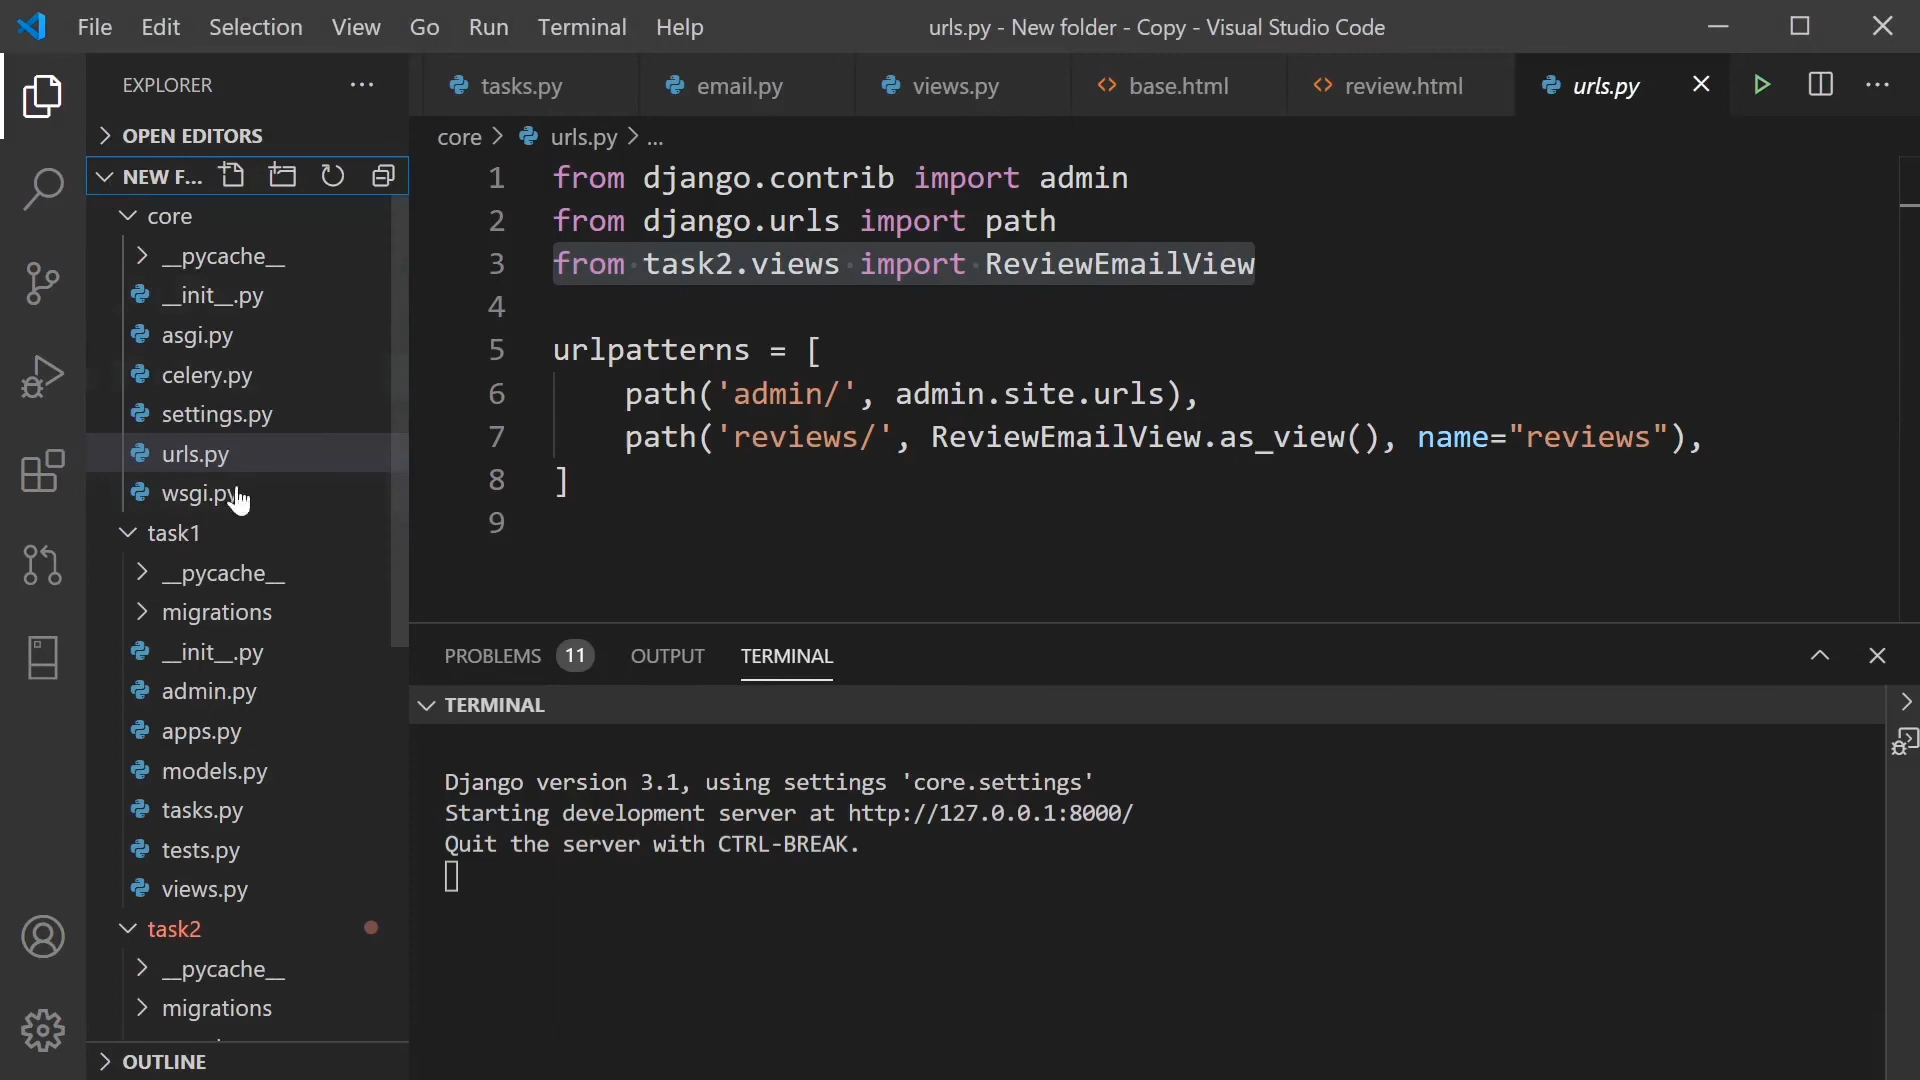 File Edit Selection View Go Run Terminal Help urls.py - New folder - Copy - Visual Studio Code
EXPLORER
OPEN EDITORS
NEW F...
core
__pycache__
__init__.py
asgi.py
celery.py
settings.py
urls.py
wsgi.py
task1
__pycache__
migrations
__init__.py
admin.py
apps.py
models.py
tasks.py
tests.py
views.py
task2
__pycache__
migrations
OUTLINE
tasks.py email.py views.py base.html review.html urls.py
core > urls.py > ...
1 from django.contrib import admin
2 from django.urls import path
3 from task2.views import ReviewEmailView
4
5 urlpatterns = [
6 path('admin/', admin.site.urls),
7 path('reviews/', ReviewEmailView.as_view(), name="reviews"),
8 ]
9
PROBLEMS 11 OUTPUT TERMINAL
TERMINAL
Django version 3.1, using settings 'core.settings'
Starting development server at http://127.0.0.1:8000/
Quit the server with CTRL-BREAK.